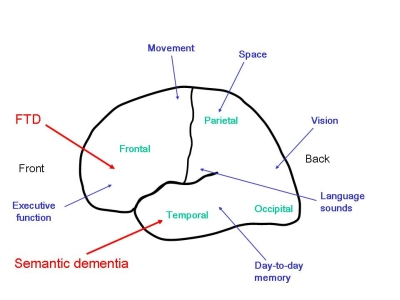 Movement
Space
FTD
Parietal
Vision
Frontal
Front
Back
Executive
function
Language
sounds
Temporal
Occipital
Semantic dementia
Day-to-day
memory